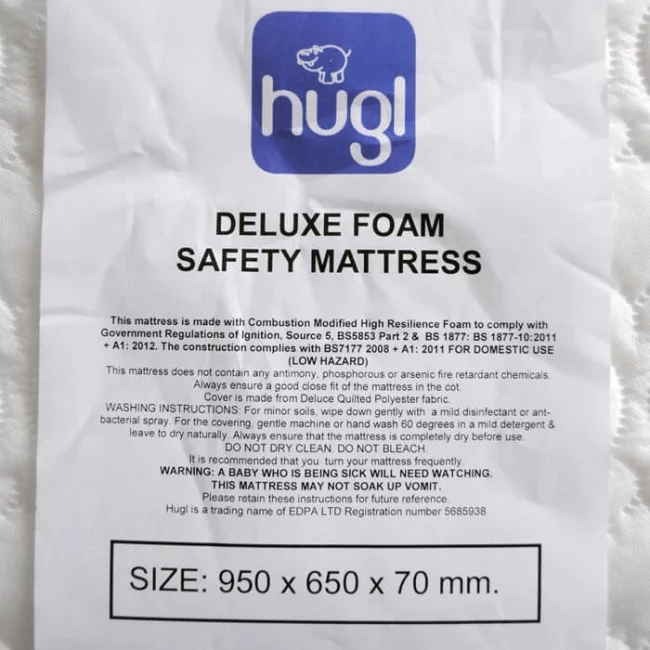 hugl
DELUXE FOAM
SAFETY MATTRESS
This mattress is made with Combustion Modified High Resilience Foam to comply with
Government Regulations of Ignition, Source 5, BS5853 Part 2 & BS 1877: BS 1877-10:2011
+ A1: 2012. The construction complies with BS7177 2008 + A1: 2011 FOR DOMESTIC USE
(LOW HAZARD)
This mattress does not contain any antimony, phosphorous or arsenic fire retardant chemicals.
Always ensure a good close fit of the mattress in the cot.
Cover is made from Deluce Quilted Polyester fabric.
WASHING INSTRUCTIONS: For minor soils, wipe down gently with a mild disinfectant or ant-
bacterial spray. For the covering, gentle machine or hand wash 60 degrees in a mild detergent &
leave to dry naturally. Always ensure that the mattress is completely dry before use.
DO NOT DRY CLEAN. DO NOT BLEACH.
It is recommended that you turn your mattress frequently.
WARNING: A BABY WHO IS BEING SICK WILL NEED WATCHING.
THIS MATTRESS MAY NOT SOAK UP VOMIT.
Please retain these instructions for future reference.
Hugl is a trading name of EDPA LTD Registration number 5685938
SIZE: 950 x 650 x 70 mm.